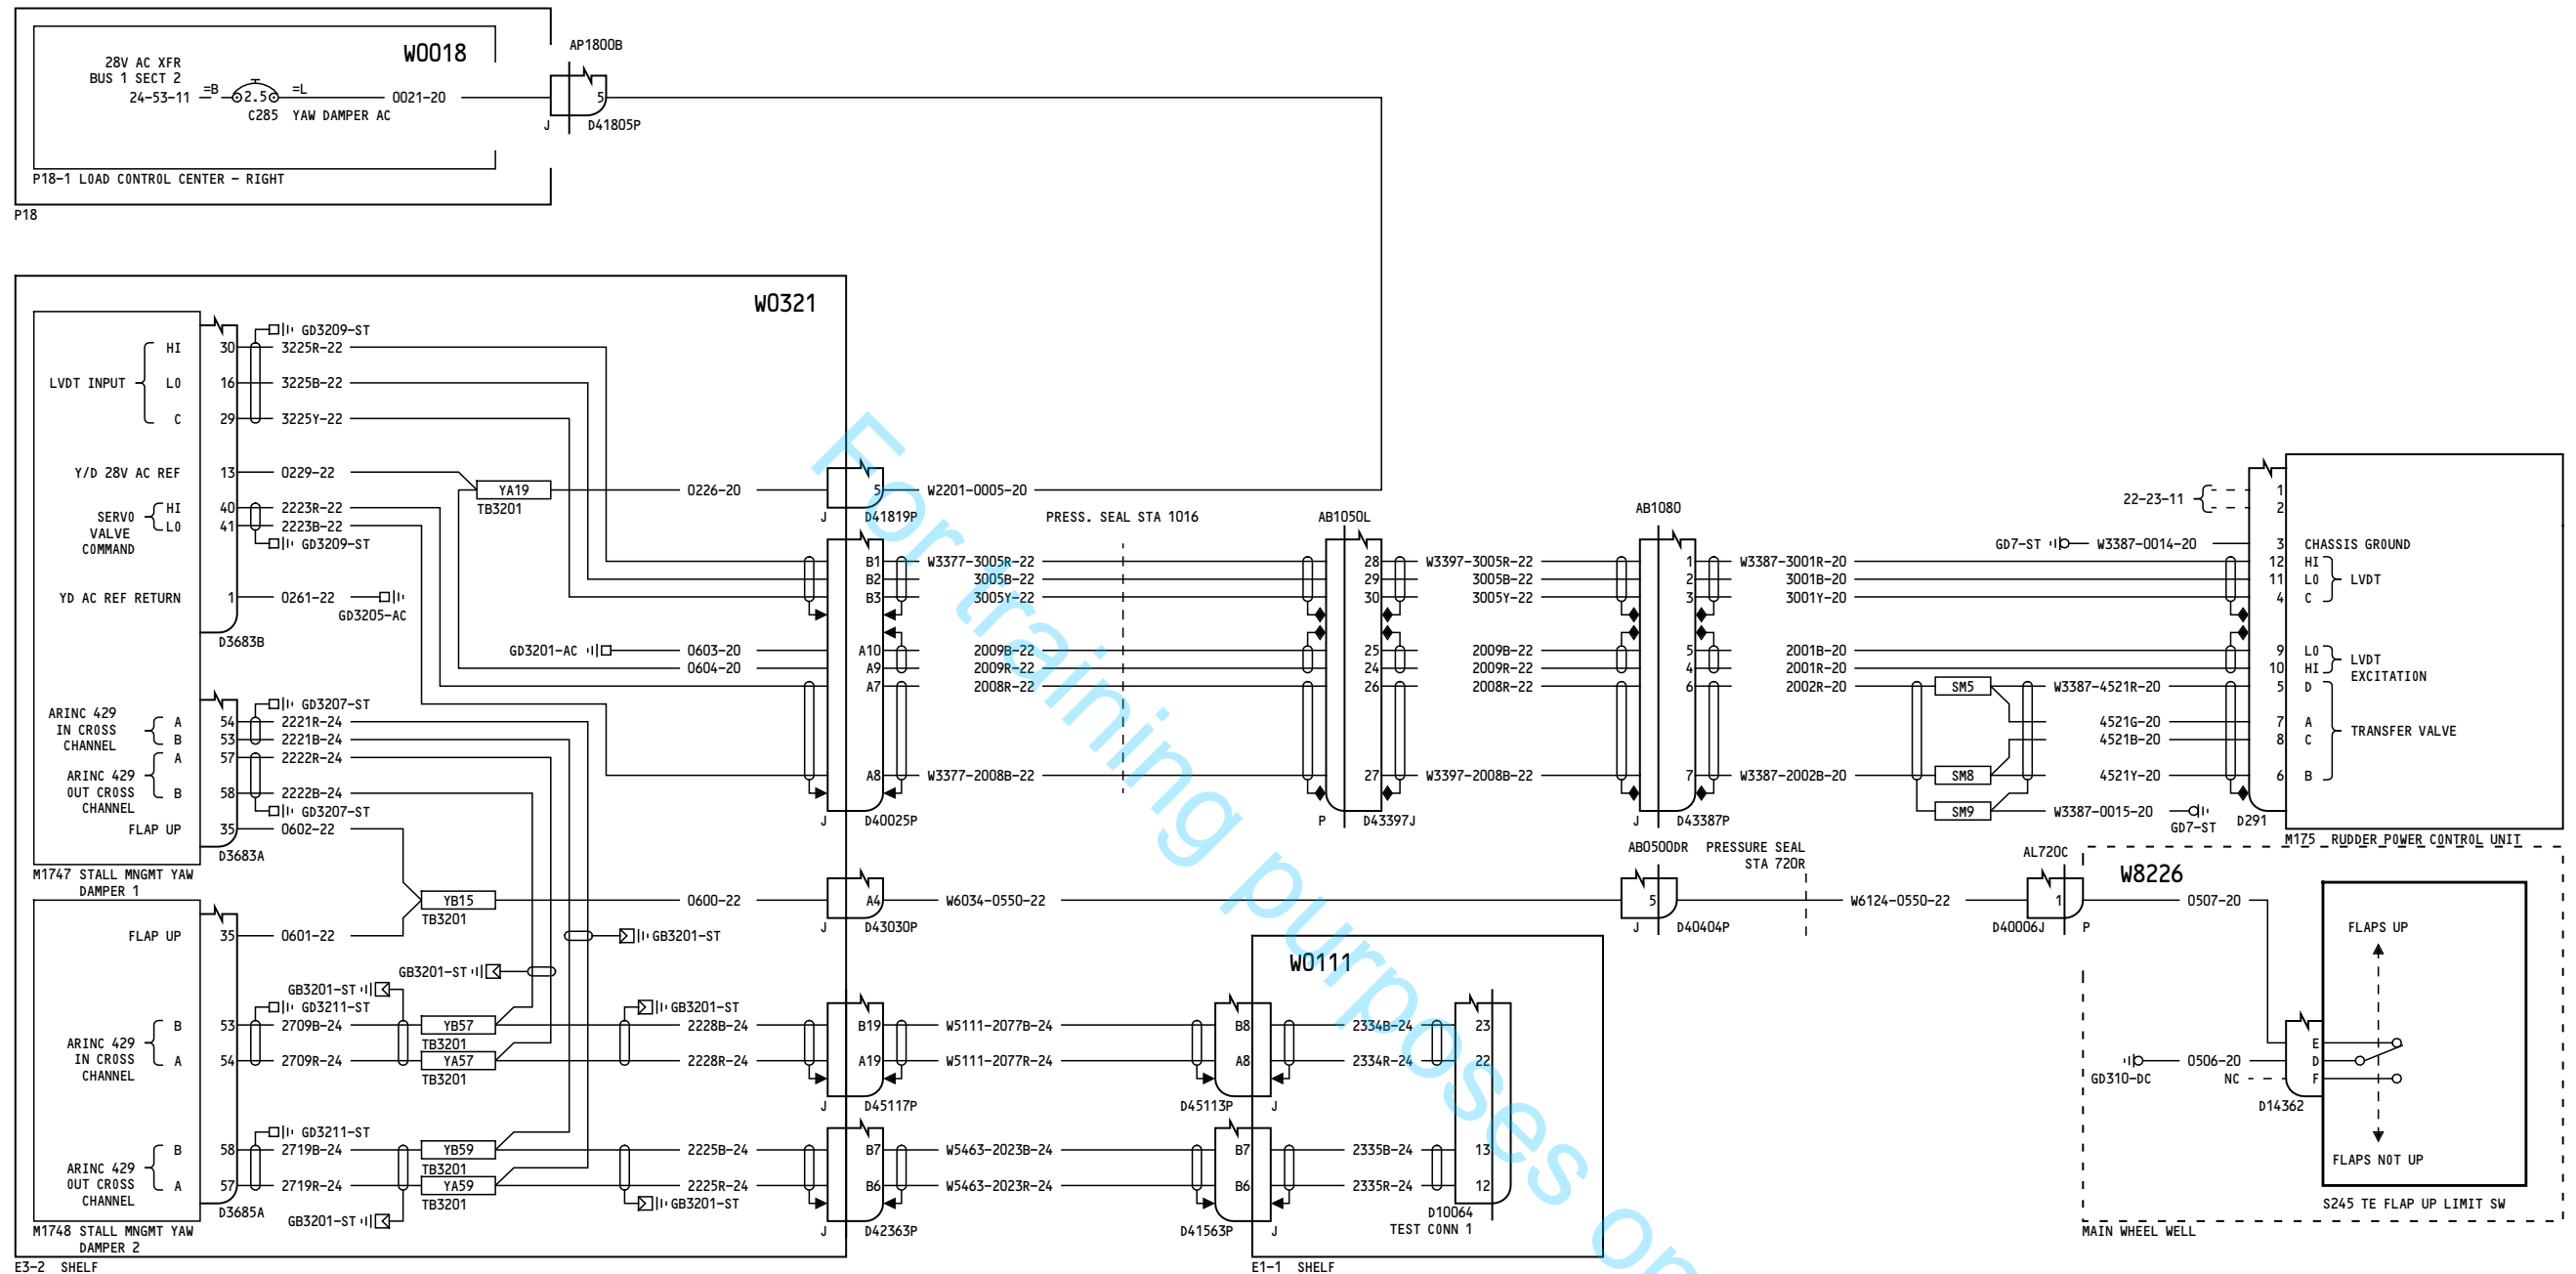 W0018
AP1800B
28V AC XFR
BUS 1 SECT 2
24-53-11
=B
2.5
=L
0021-20
5
C285 YAW DAMPER AC
J
D41805P
P18-1 LOAD CONTROL CENTER - RIGHT
P18
W0321
GD3209-ST
HI
30
3225R-22
LVDT INPUT
LO
16
3225B-22
C
29
3225Y-22
Y/D 28V AC REF
13
0229-22
YA19
TB3201
0226-20
5
W2201-0005-20
J
D41819P
SERVO
VALVE
COMMAND
HI
LO
40
41
2223R-22
2223B-22
GD3209-ST
YD AC REF RETURN
1
0261-22
GD3205-AC
D3683B
GD3201-AC
0603-20
0604-20
B1
B2
B3
A10
A9
A7
A8
J
D40025P
W3377-3005R-22
3005B-22
3005Y-22
2009B-22
2009R-22
2008R-22
W3377-2008B-22
PRESS. SEAL STA 1016
AB1050L
28
29
30
25
24
26
27
P
D43397J
W3397-3005R-22
3005B-22
3005Y-22
2009B-22
2009R-22
2008R-22
W3397-2008B-22
AB1080
1
2
3
5
4
6
7
J
D43387P
W3387-3001R-20
3001B-20
3001Y-20
2001B-20
2001R-20
2002R-20
W3387-2002B-20
SM5
SM8
SM9
W3387-4521R-20
4521G-20
4521B-20
4521Y-20
W3387-0015-20
GD7-ST
22-23-11
GD7-ST
W3387-0014-20
1
2
3
12
11
4
9
10
5
7
8
6
D291
CHASSIS GROUND
HI
LO
C
LVDT
LO
HI
LVDT
EXCITATION
D
A
C
B
TRANSFER VALVE
M175 RUDDER POWER CONTROL UNIT
GD3207-ST
ARINC 429
IN CROSS
CHANNEL
A
B
54
53
2221R-24
2221B-24
ARINC 429
OUT CROSS
CHANNEL
A
B
57
58
2222R-24
2222B-24
GD3207-ST
FLAP UP
35
0602-22
D3683A
M1747 STALL MNGMT YAW
DAMPER 1
YB15
TB3201
0600-22
A4
J
D43030P
W6034-0550-22
AB0500DR
PRESSURE SEAL
STA 720R
5
J
D40404P
W6124-0550-22
AL720C
1
D40006J
P
W8226
0507-20
FLAP UP
35
0601-22
GB3201-ST
GB3201-ST
GB3201-ST
GD3211-ST
GB3201-ST
ARINC 429
IN CROSS
CHANNEL
B
A
53
54
2709B-24
2709R-24
YB57
TB3201
YA57
TB3201
2228B-24
2228R-24
B19
A19
J
D45117P
W5111-2077B-24
W5111-2077R-24
B8
A8
D45113P
J
W0111
2334B-24
2334R-24
23
22
GD3211-ST
ARINC 429
OUT CROSS
CHANNEL
B
A
58
57
2719B-24
2719R-24
D3685A
YB59
TB3201
YA59
TB3201
GB3201-ST
2225B-24
2225R-24
GB3201-ST
B7
B6
J
D42363P
W5463-2023B-24
W5463-2023R-24
B7
B6
D41563P
J
2335B-24
2335R-24
13
12
D10064
TEST CONN 1
M1748 STALL MNGMT YAW
DAMPER 2
E3-2 SHELF
E1-1 SHELF
FLAPS UP
GD310-DC
0506-20
NC
E
D
F
D14362
FLAPS NOT UP
S245 TE FLAP UP LIMIT SW
MAIN WHEEL WELL
For training purposes on